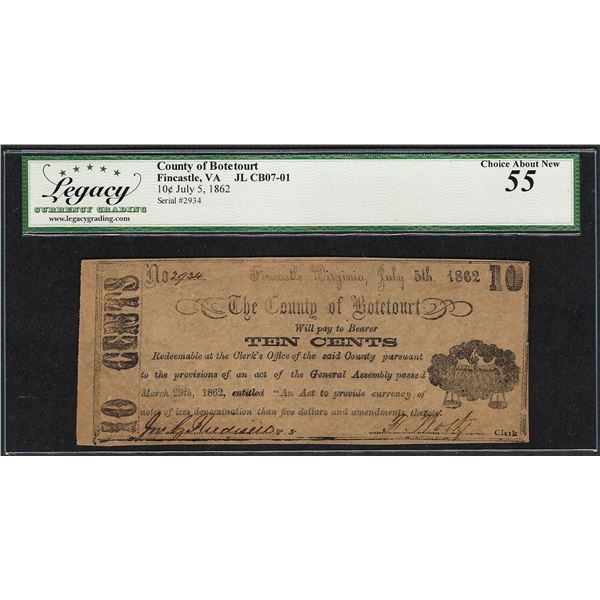 Legacy
CURRENCY GRADING
www.legacygrading.com
County of Botetourt
Fincastle, VA JL CB07-01
10¢ July 5, 1862
Serial #2934
Choice About New
55
No 2934 Fincastle Virginia, July 5th. 1862 10
10 CENTS
The County of Botetourt
Will pay to Bearer
TEN CENTS
Redeemable at the Clerk's Office of the said County pursuant
to the provisions of an act of the General Assembly passed
March 29th, 1862, entitled "An Act to provide currency of
notes of less denomination than five dollars and amendments
Clerk